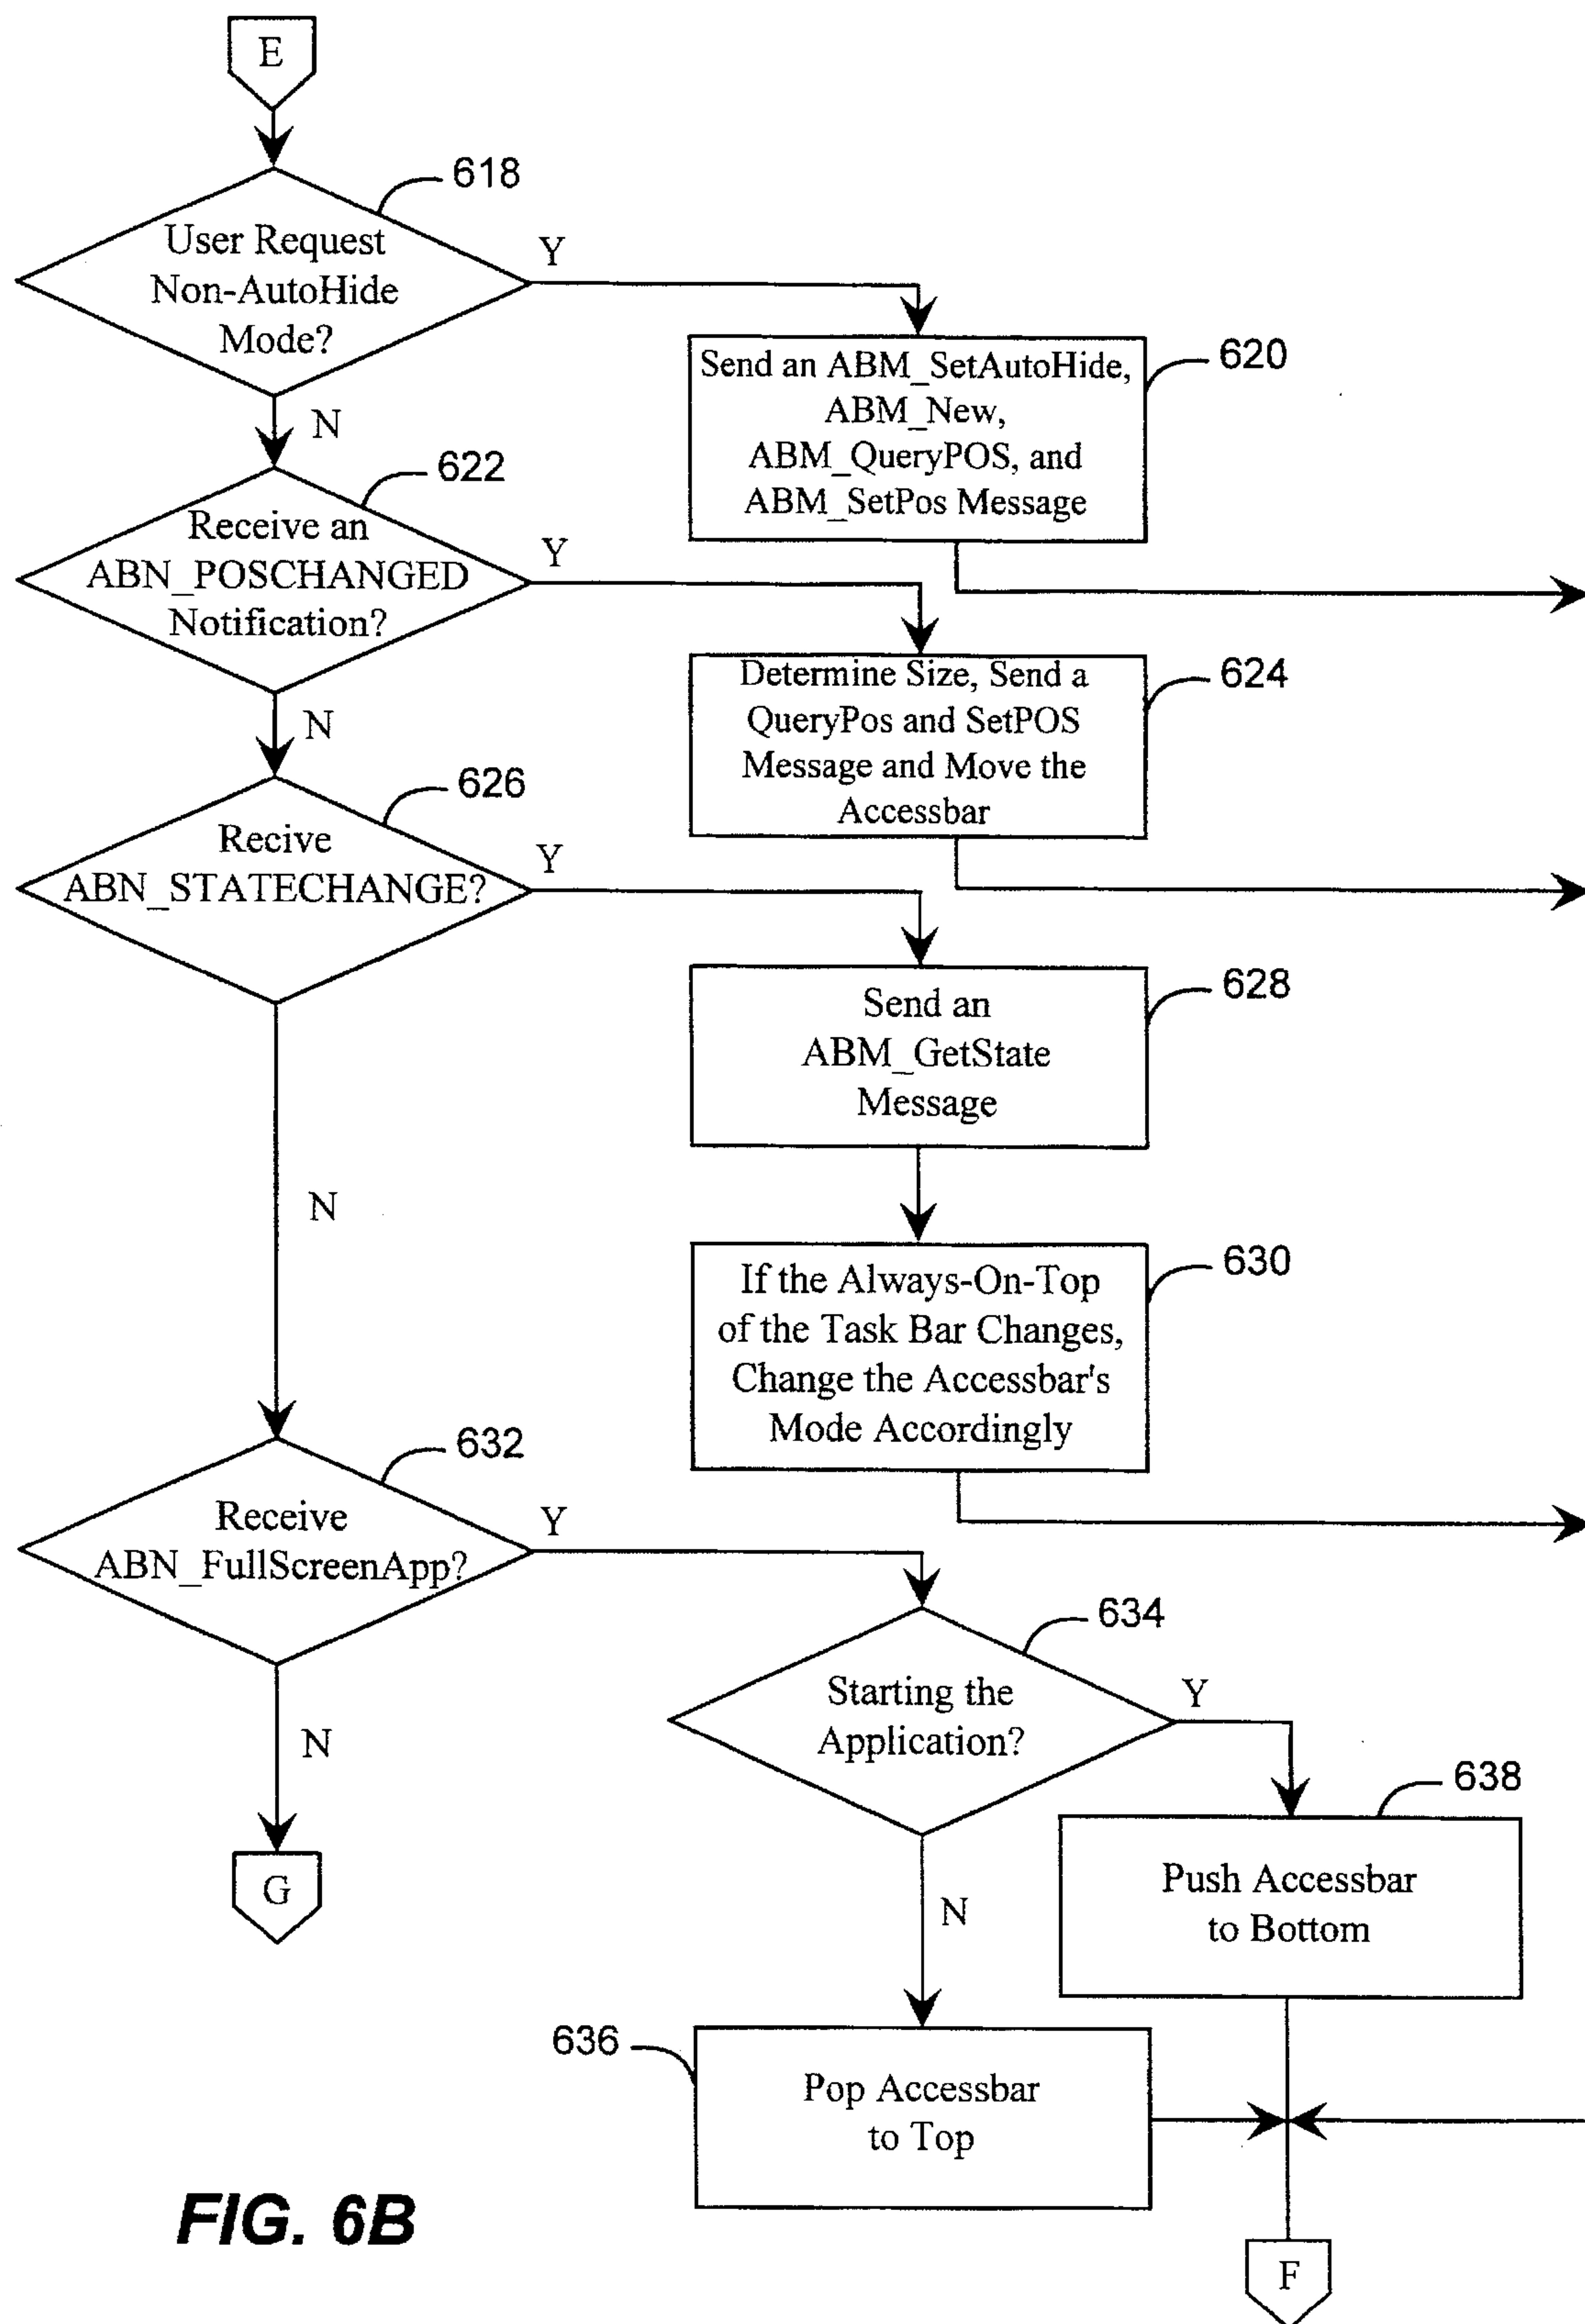 E
618
User Request
Non-AutoHide
Mode?
Y
N
620
Send an ABM_SetAutoHide,
ABM_New,
ABM_QueryPOS, and
ABM_SetPos Message
622
Receive an
ABN_POSCHANGED
Notification?
Y
N
624
Determine Size, Send a
QueryPos and SetPOS
Message and Move the
Accessbar
626
Recive
ABN_STATECHANGE?
Y
N
628
Send an
ABM_GetState
Message
630
If the Always-On-Top
of the Task Bar Changes,
Change the Accessbar's
Mode Accordingly
632
Receive
ABN_FullScreenApp?
Y
N
G
634
Starting the
Application?
Y
N
638
Push Accessbar
to Bottom
636
Pop Accessbar
to Top
F
FIG. 6B